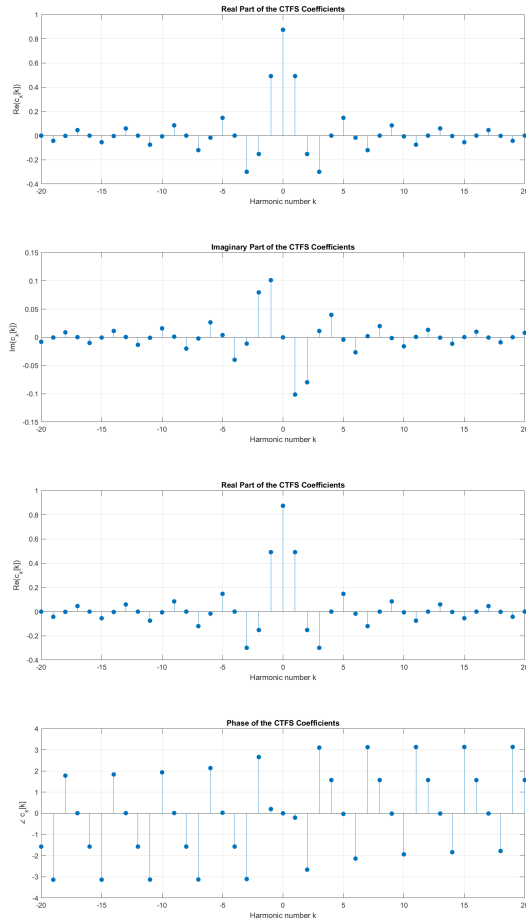 Real Part of the CTFS Coefficients
1
0.8
0.6
0.4
0.2
0
-0.2
-0.4
Re{c_x[k]}
-20 -15 -10 -5 0 5 10 15 20
Harmonic number k
Imaginary Part of the CTFS Coefficients
0.15
0.1
0.05
0
-0.05
-0.1
-0.15
Im{c_x[k]}
-20 -15 -10 -5 0 5 10 15 20
Harmonic number k
Real Part of the CTFS Coefficients
1
0.8
0.6
0.4
0.2
0
-0.2
-0.4
Re{c_x[k]}
-20 -15 -10 -5 0 5 10 15 20
Harmonic number k
Phase of the CTFS Coefficients
4
3
2
1
0
-1
-2
-3
-4
∠ c_x[k]
-20 -15 -10 -5 0 5 10 15 20
Harmonic number k